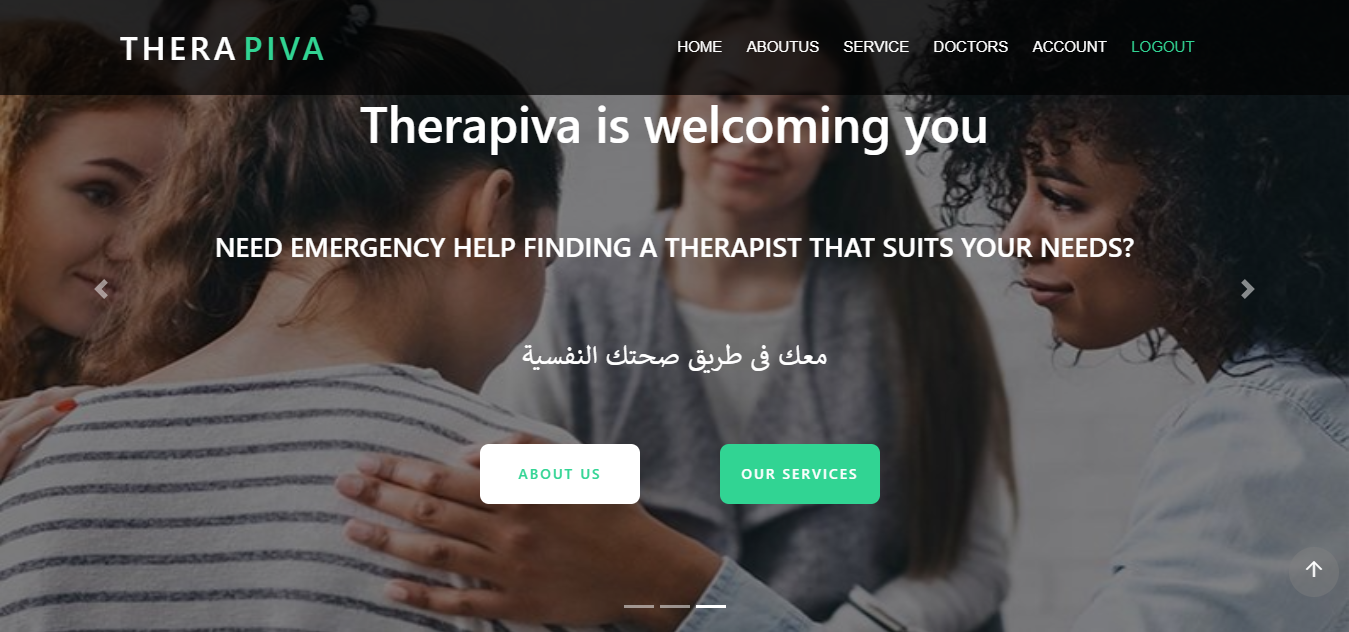 THERA PIVA
HOME ABOUTUS SERVICE DOCTORS ACCOUNT LOGOUT
Therapiva is welcoming you
NEED EMERGENCY HELP FINDING A THERAPIST THAT SUITS YOUR NEEDS?
معك فى طريق صحتك النفسية
ABOUT US
OUR SERVICES